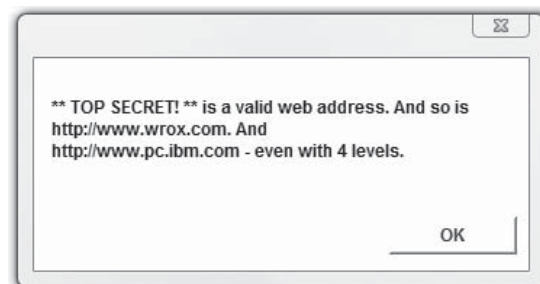 ** TOP SECRET! ** is a valid web address. And so is
http://www.wrox.com. And
http://www.pc.ibm.com - even with 4 levels.
OK